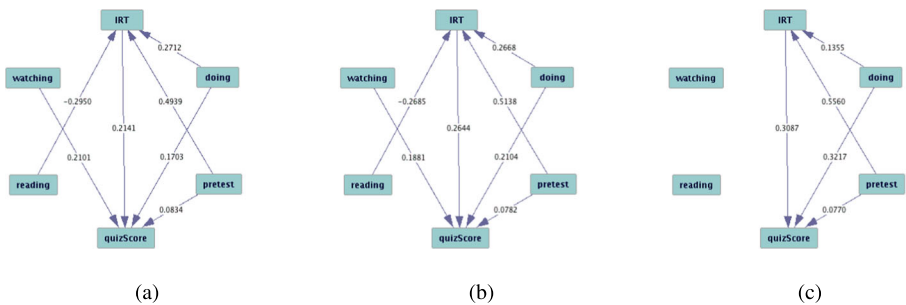 IRT
0.2712
watching
doing
-0.2950
0.4939
0.2141
0.2101
0.1703
reading
pretest
0.0834
quizScore
(a)
IRT
0.2668
watching
doing
-0.2685
0.5138
0.2644
0.1881
0.2104
reading
pretest
0.0782
quizScore
(b)
IRT
0.1355
watching
doing
0.5560
0.3087
0.3217
reading
pretest
0.0770
quizScore
(c)